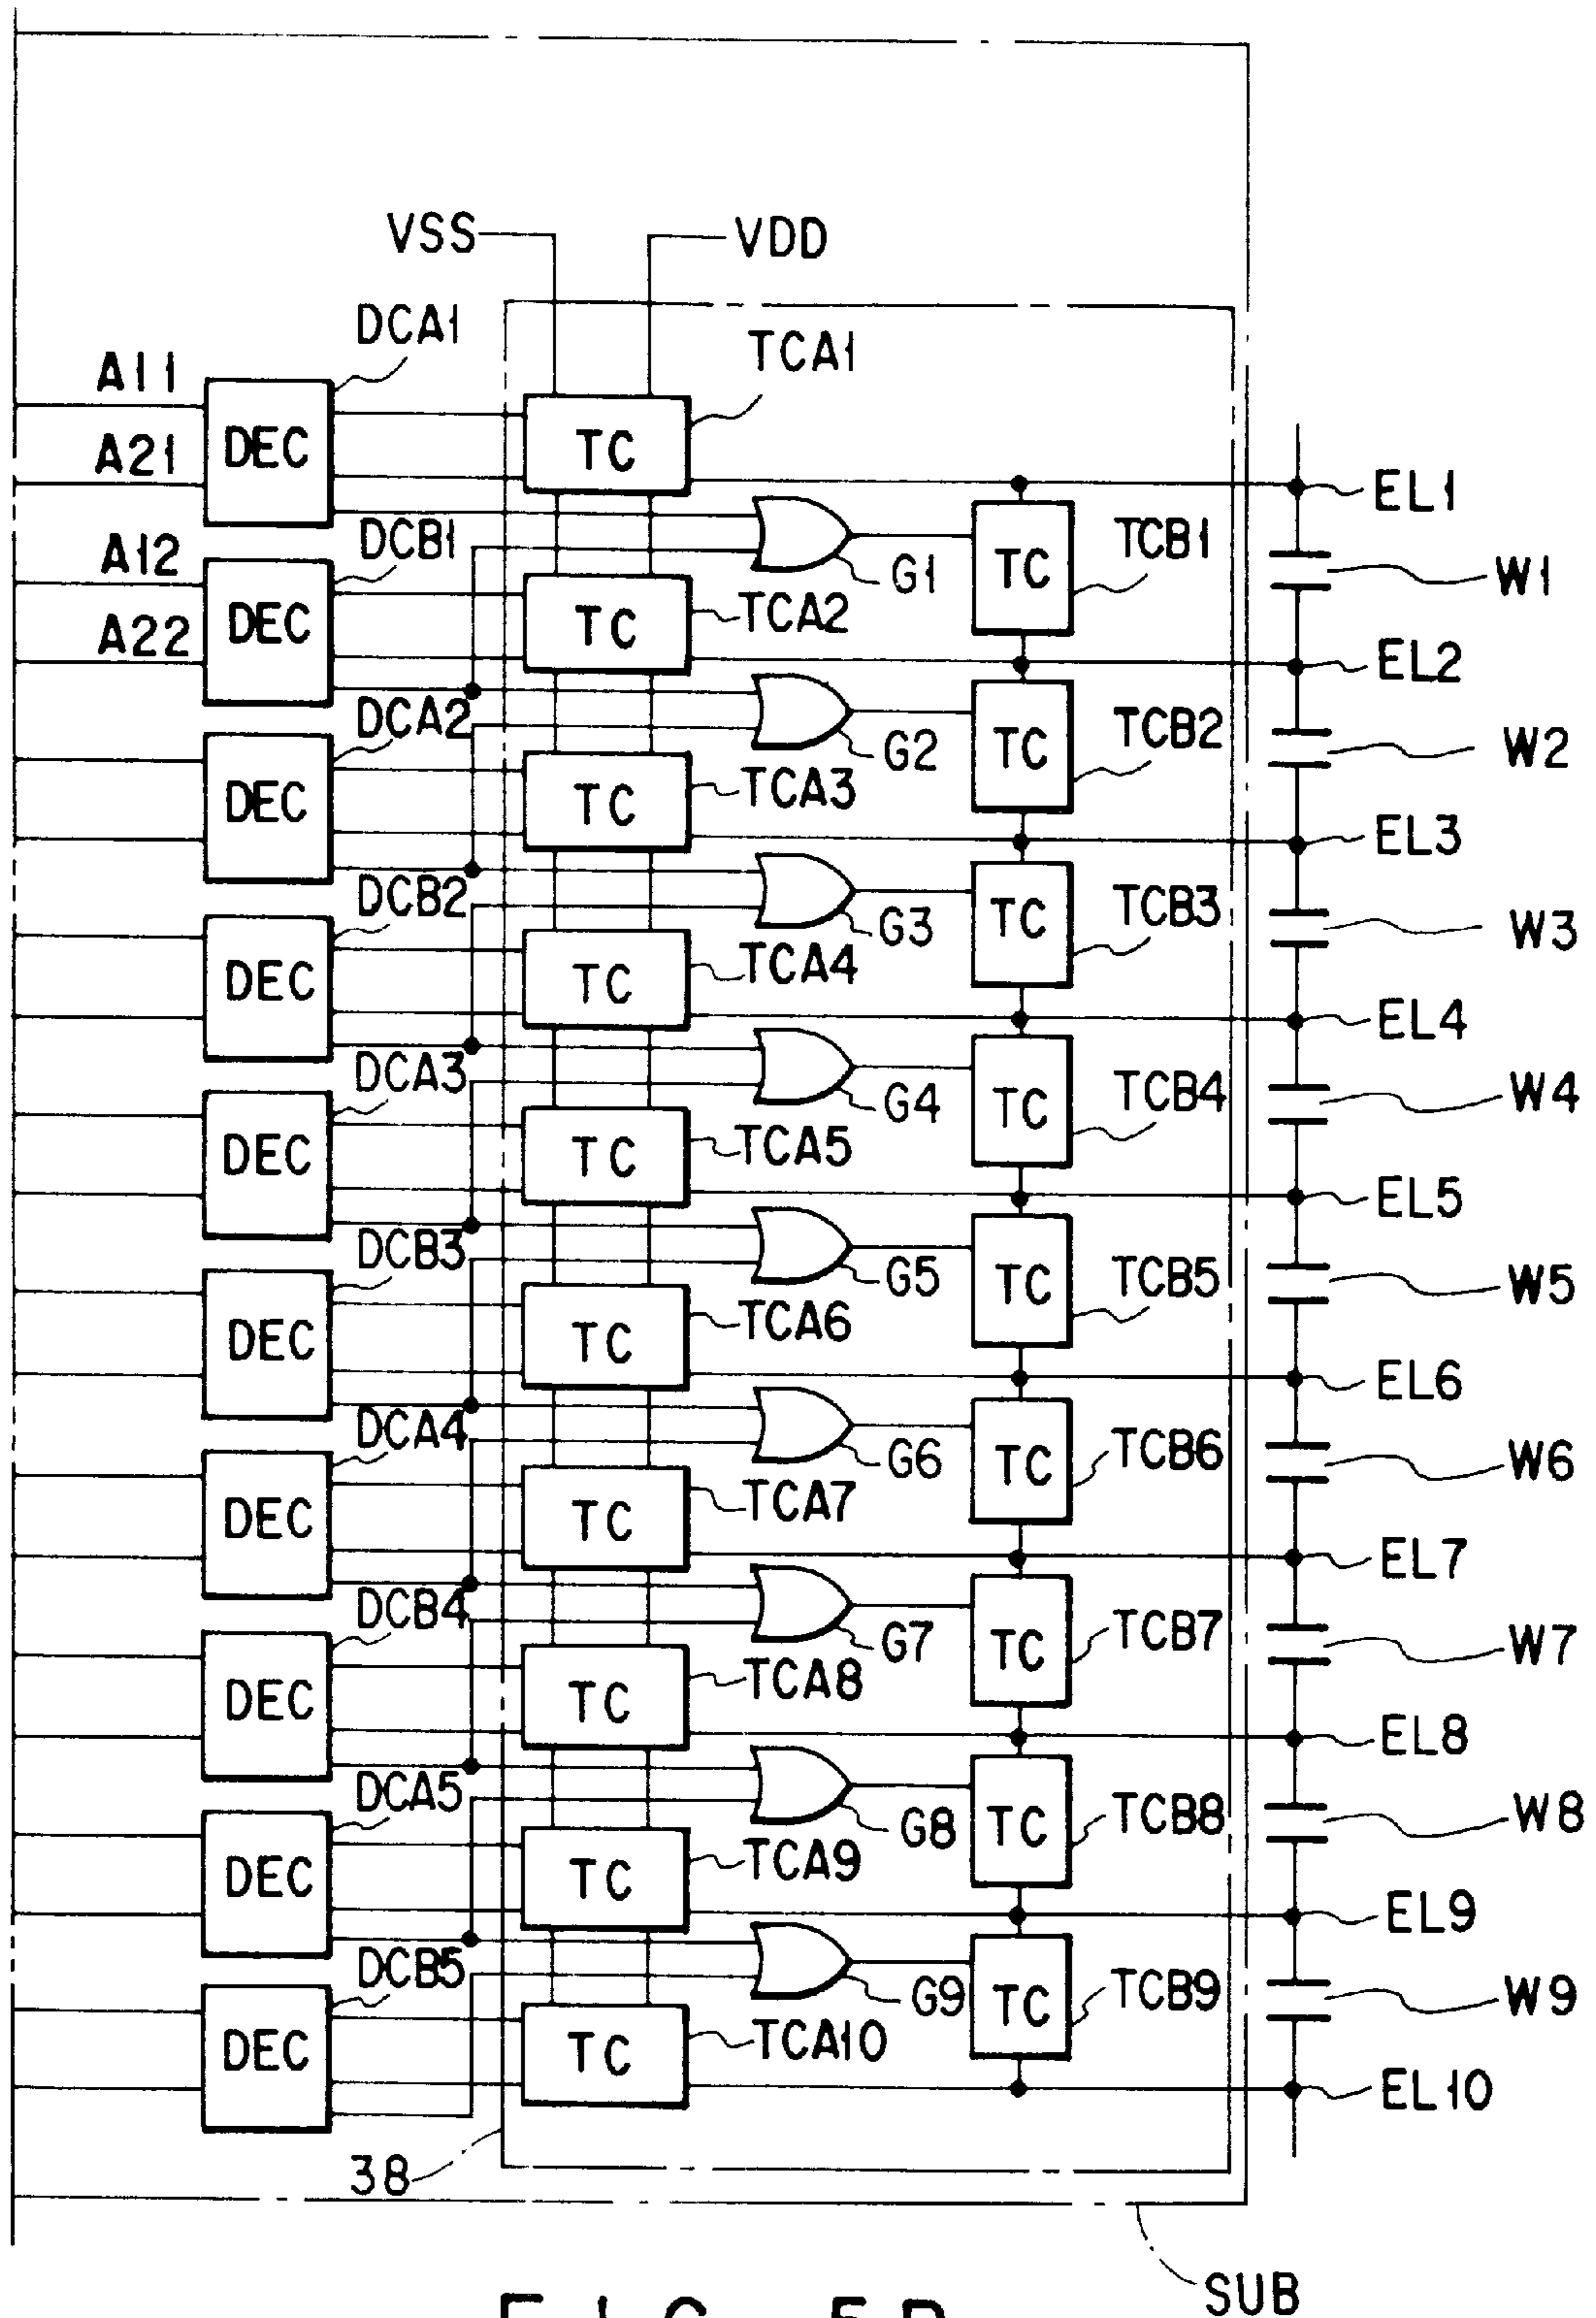 VSS VDD
DCA1 TCA1
A11
DEC TC
A21
EL1
DCB1 TCB1
A12 G1 TC W1
DEC TC TCA2
A22
EL2
DCA2 TCB2
G2 TC W2
DEC TC TCA3
EL3
DCB2 TCB3
G3 TC W3
DEC TC TCA4
EL4
DCA3 TCB4
G4 TC W4
DEC TC TCA5
EL5
DCB3 TCB5
G5 TC W5
DEC TC TCA6
EL6
DCA4 TCB6
G6 TC W6
DEC TC TCA7
EL7
DCB4 TCB7
G7 TC W7
DEC TC TCA8
EL8
DCA5 TCB8
G8 TC W8
DEC TC TCA9
EL9
DCB5 TCB9
G9 TC W9
DEC TC TCA10
EL10
38
SUB